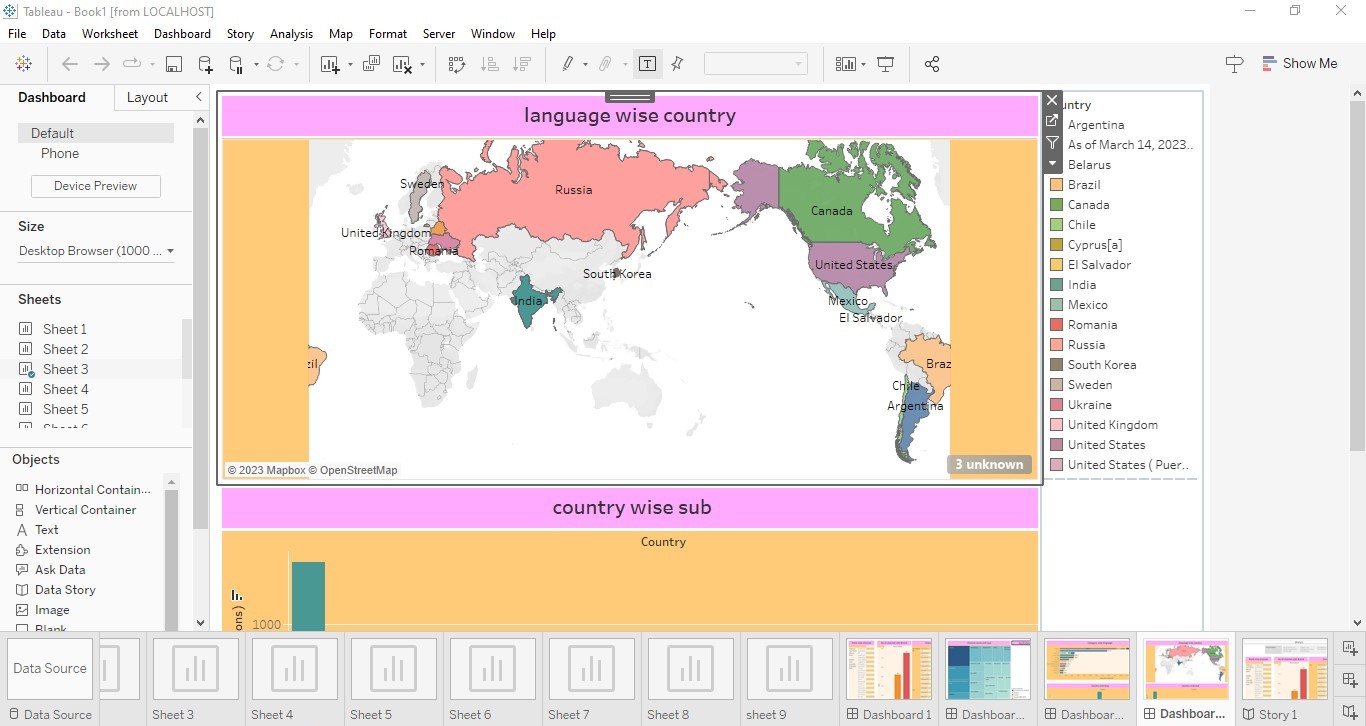 Tableau - Book1 [from LOCALHOST]
File Data Worksheet Dashboard Story Analysis Map Format Server Window Help
Show Me
Dashboard Layout
Default
Phone
Device Preview
Size
Desktop Browser (1000 ...
Sheets
Sheet 1
Sheet 2
Sheet 3
Sheet 4
Sheet 5
Objects
Horizontal Contain...
Vertical Container
Text
Extension
Ask Data
Data Story
Image
Blank
language wise country
Sweden
Russia
United Kingdom
Romania
South Korea
India
Canada
United States
Mexico
El Salvador
zil
Braz
Chile
Argentina
© 2023 Mapbox © OpenStreetMap
3 unknown
untry
Argentina
As of March 14, 2023..
Belarus
Brazil
Canada
Chile
Cyprus[a]
El Salvador
India
Mexico
Romania
Russia
South Korea
Sweden
Ukraine
United Kingdom
United States
United States ( Puer..
country wise sub
Country
ons)
1000
Data Source
Data Source Sheet 3 Sheet 4 Sheet 5 Sheet 6 Sheet 7 Sheet 8 sheet 9 Dashboard 1 Dashboar... Dashboar... Dashboar... Story 1